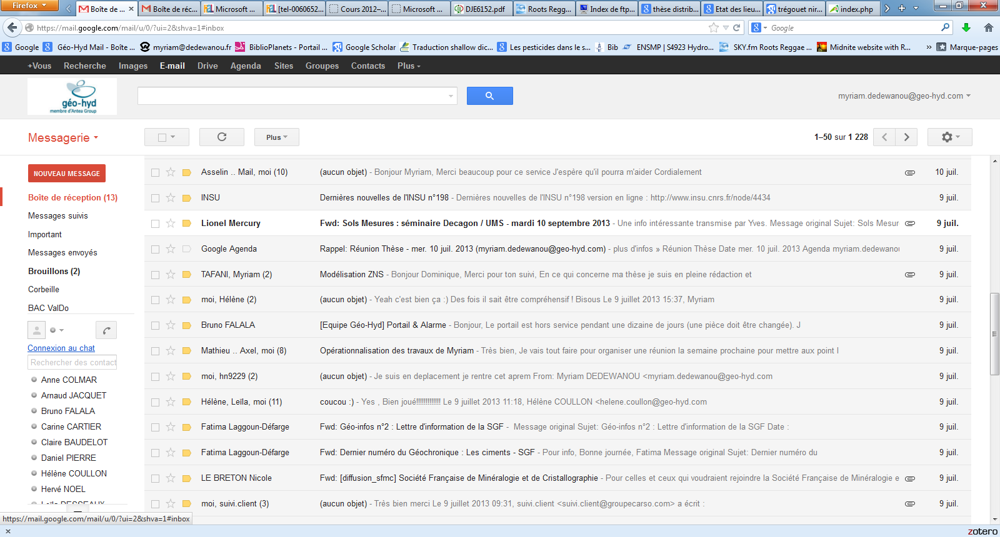 Firefox
Boîte de ... Boîte de réc... Microsoft ... [tel-0060652... Cours 2012–... Microsoft ... DJE6152.pdf Roots Regg... Index de ftp... thèse distrib... Etat des lieu... trégouet nir... index.php
https://mail.google.com/mail/u/0/?ui=2&shva=1#inbox
Google
Google Géo-Hyd Mail - Boîte ... myriam@dedewanou.fr BiblioPlanets - Portail ... Google Scholar Traduction shallow dic... Les pesticides dans le s... Bib ENSMP | S4923 Hydro... SKY.fm Roots Reggae ... Midnite website with R... » Marque-pages
+Vous Recherche Images E-mail Drive Agenda Sites Groupes Contacts Plus
géo-hyd
membre d'Antea Group
myriam.dedewanou@geo-hyd.com
Messagerie
Plus
1–50 sur 1 228
NOUVEAU MESSAGE
Boîte de réception (13)
Messages suivis
Important
Messages envoyés
Brouillons (2)
Corbeille
BAC ValDo
Connexion au chat
Rechercher des contact
Anne COLMAR
Arnaud JACQUET
Bruno FALALA
Carine CARTIER
Claire BAUDELOT
Daniel PIERRE
Hélène COULLON
Hervé NOEL
Leïla DESSEAUX
Asselin .. Mail, moi (10) (aucun objet) - Bonjour Myriam, Merci beaucoup pour ce service J'espère qu'il pourra m'aider Cordialement 10 juil.
INSU Dernières nouvelles de l'INSU n°198 - Dernières nouvelles de l'INSU n°198 version en ligne : http://www.insu.cnrs.fr/node/4434 9 juil.
Lionel Mercury Fwd: Sols Mesures : séminaire Decagon / UMS - mardi 10 septembre 2013 - Une info intéressante transmise par Yves. Message original Sujet: Sols Mesur 9 juil.
Google Agenda Rappel: Réunion Thèse - mer. 10 juil. 2013 (myriam.dedewanou@geo-hyd.com) - plus d'infos » Réunion Thèse Date mer. 10 juil. 2013 Agenda myriam.dedewanou 9 juil.
TAFANI, Myriam (2) Modélisation ZNS - Bonjour Dominique, Merci pour ton suivi, En ce qui concerne ma thèse je suis en pleine rédaction et 9 juil.
moi, Hélène (2) (aucun objet) - Yeah c'est bien ça :) Des fois il sait être compréhensif ! Bisous Le 9 juillet 2013 15:37, Myriam 9 juil.
Bruno FALALA [Equipe Géo-Hyd] Portail & Alarme - Bonjour, Le portail est hors service pendant une dizaine de jours (une pièce doit être changée). J 9 juil.
Mathieu .. Axel, moi (8) Opérationnalisation des travaux de Myriam - Très bien, Je vais tout faire pour organiser une réunion la semaine prochaine pour mettre aux point l 9 juil.
moi, hn9229 (2) (aucun objet) - Je suis en deplacement je rentre cet aprem From: Myriam DEDEWANOU <myriam.dedewanou@geo-hyd.com 9 juil.
Hélène, Leïla, moi (11) coucou :) - Yes , Bien joué!!!!!!!!!!!!!! Le 9 juillet 2013 11:18, Hélène COULLON <helene.coullon@geo-hyd.com 9 juil.
Fatima Laggoun-Défarge Fwd: Géo-infos n°2 : Lettre d'information de la SGF - Message original Sujet: Géo-infos n°2 : Lettre d'information de la SGF Date : 9 juil.
Fatima Laggoun-Défarge Fwd: Dernier numéro du Géochronique : Les ciments - SGF - Pour info, Bonne journée, Fatima Message original Sujet: Dernier numéro du 9 juil.
LE BRETON Nicole Fwd: [diffusion_sfmc] Société Française de Minéralogie et de Cristallographie - Pour celles et ceux qui voudraient rejoindre la Société Française de Minéralogie e 9 juil.
moi, suivi.client (3) (aucun objet) - Très bien merci Le 9 juillet 2013 09:31, suivi.client <suivi.client@groupecarso.com> a écrit : 9 juil.
https://mail.google.com/mail/u/0/?ui=2&shva=1#inbox
zotero